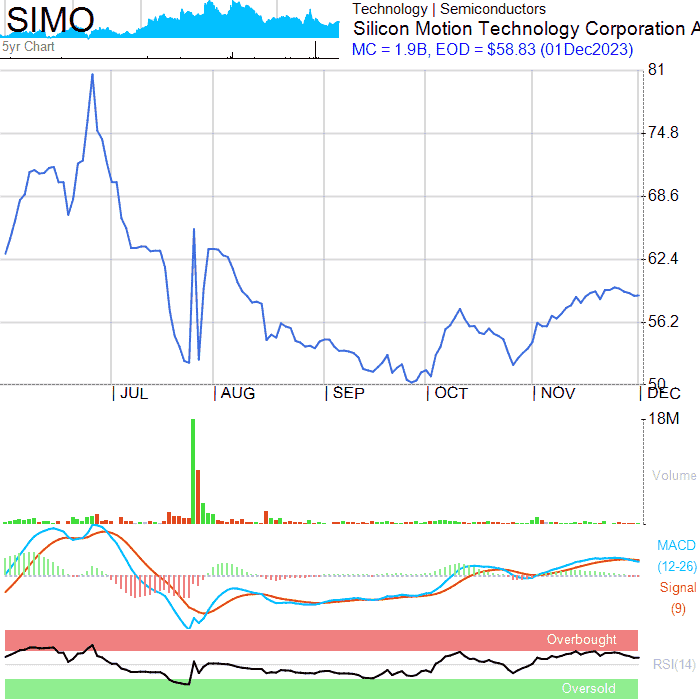 SIMO
5yr Chart
Technology | Semiconductors
Silicon Motion Technology Corporation A
MC = 1.9B, EOD = $58.83 (01Dec2023)
81
74.8
68.6
62.4
56.2
50
JUL
AUG
SEP
OCT
NOV
DEC
18M
Volume
MACD
(12-26)
Signal
(9)
Overbought
RSI(14)
Oversold